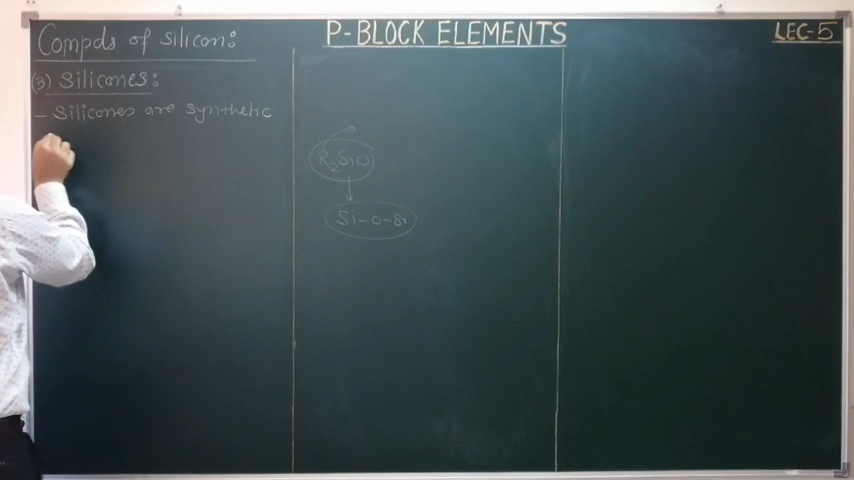 P-BLOCK ELEMENTS
LEC-5
Compds of silicon:
(3) Silicones:
- Silicones are synthetic
R2SiO
Si-O-Si